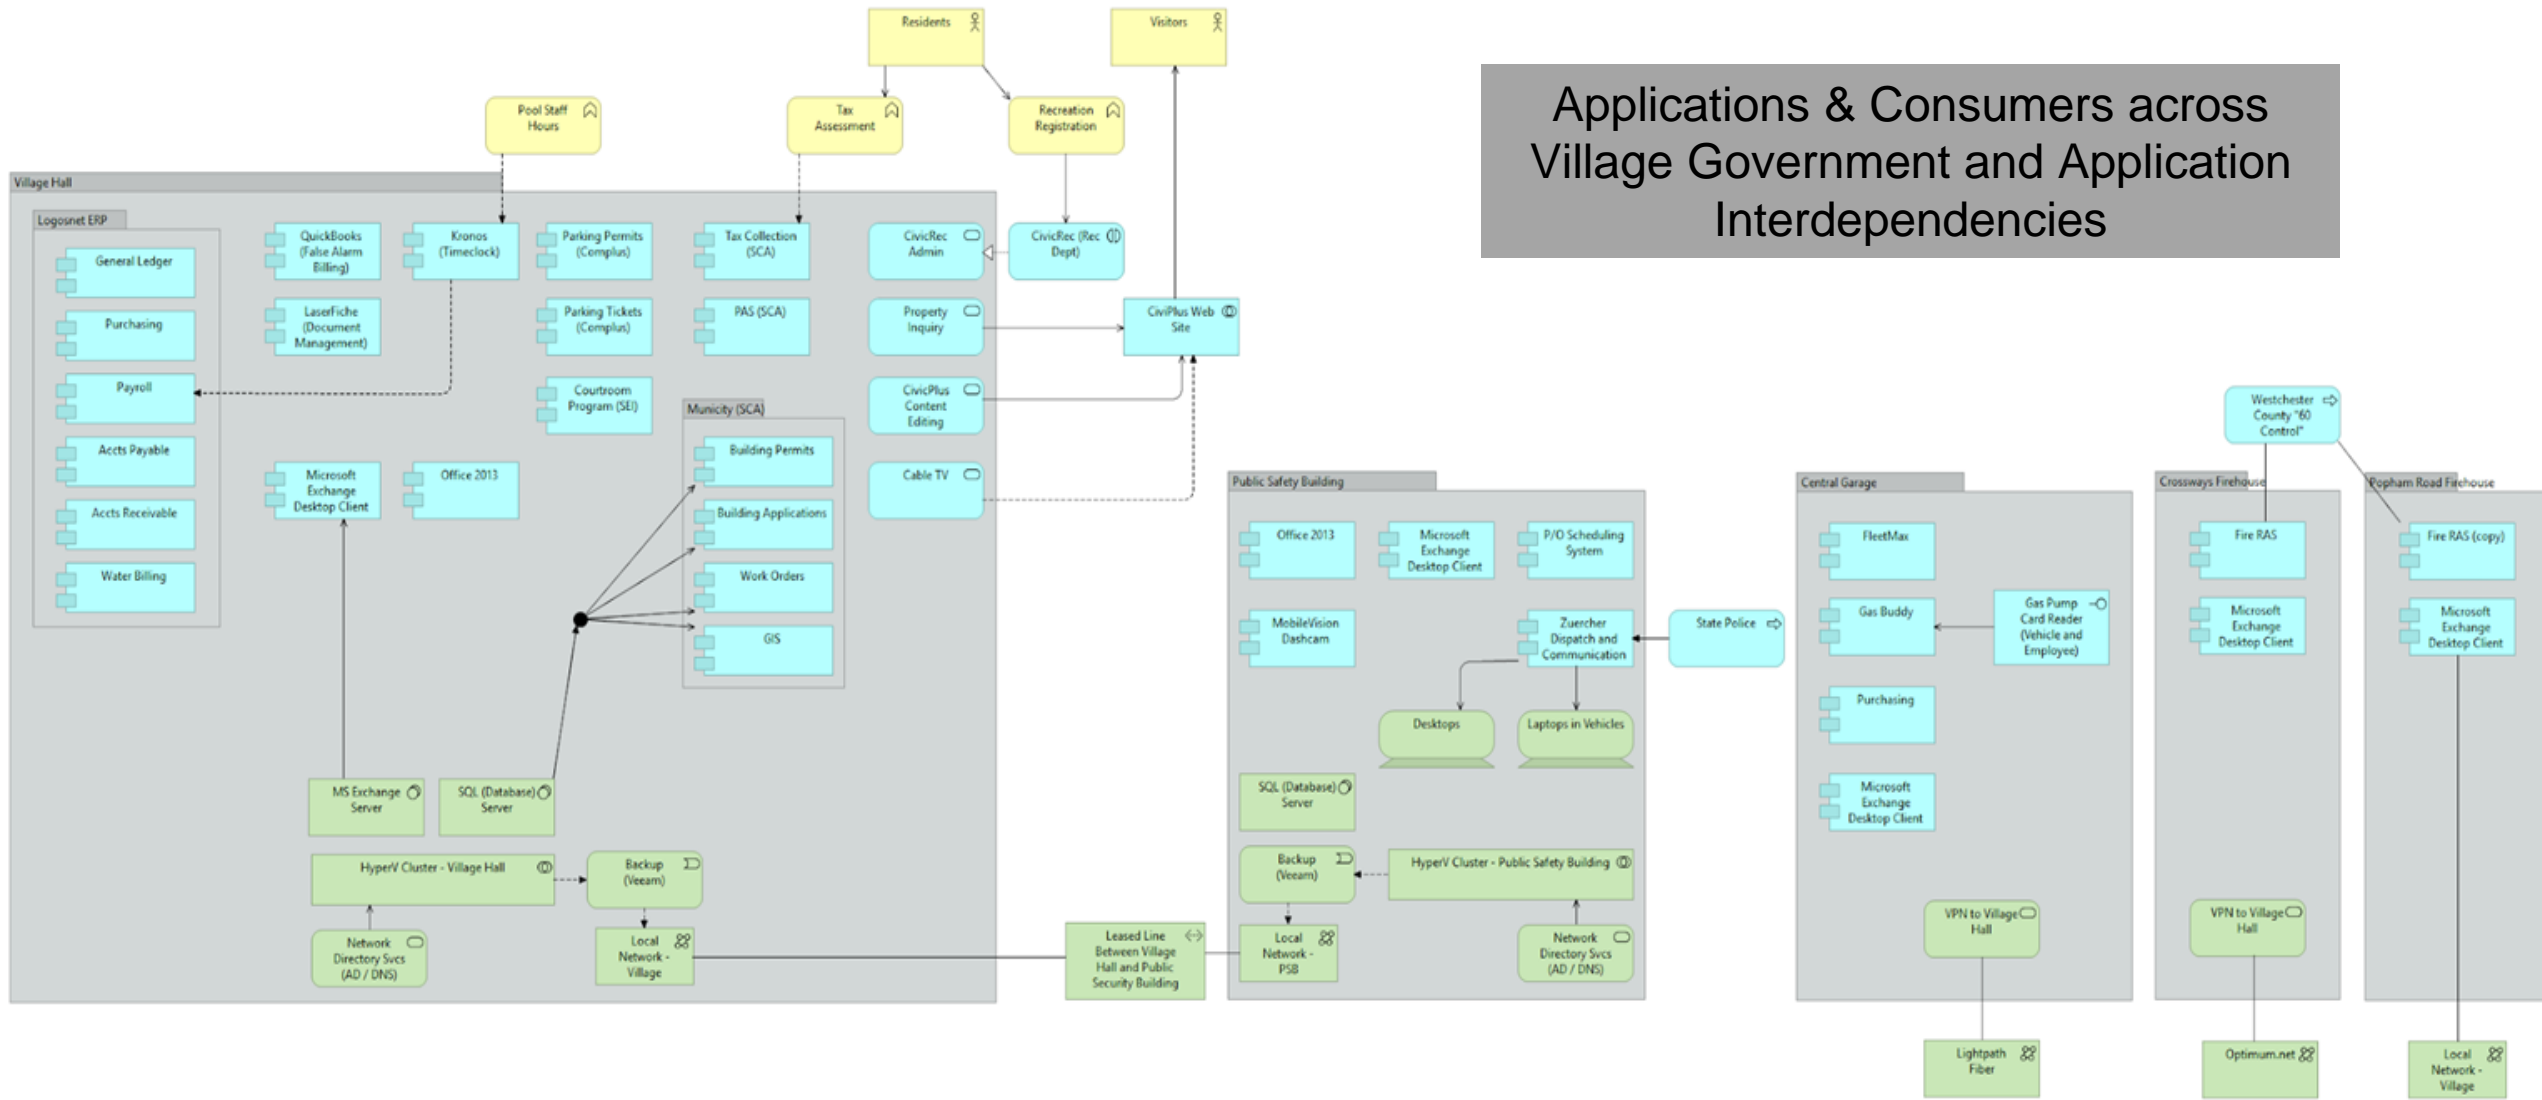 Residents
Visitors
Applications & Consumers across
Village Government and Application
Interdependencies
Pool Staff
Hours
Tax
Assessment
Recreation
Registration
Village Hall
Logosnet ERP
General Ledger
Purchasing
Payroll
Accts Payable
Accts Receivable
Water Billing
QuickBooks
(False Alarm
Billing)
Kronos
(Timeclock)
Parking Permits
(Complus)
Tax Collection
(SCA)
CivicRec
Admin
CivicRec (Rec
Dept)
LaserFiche
(Document
Management)
Parking Tickets
(Complus)
PAS (SCA)
Property
Inquiry
CiviPlus Web
Site
Courtroom
Program (SEI)
CivicPlus
Content
Editing
Municity (SCA)
Building Permits
Building Applications
Work Orders
GIS
Microsoft
Exchange
Desktop Client
Office 2013
Cable TV
MS Exchange
Server
SQL (Database)
Server
HyperV Cluster - Village Hall
Backup
(Veeam)
Network
Directory Svcs
(AD / DNS)
Local
Network -
Village
Leased Line
Between Village
Hall and Public
Security Building
Public Safety Building
Office 2013
Microsoft
Exchange
Desktop Client
P/O Scheduling
System
MobileVision
Dashcam
Zuercher
Dispatch and
Communication
State Police
Desktops
Laptops in Vehicles
SQL (Database)
Server
Backup
(Veeam)
HyperV Cluster - Public Safety Building
Local
Network -
PSB
Network
Directory Svcs
(AD / DNS)
Central Garage
FleetMax
Gas Buddy
Gas Pump
Card Reader
(Vehicle and
Employee)
Purchasing
Microsoft
Exchange
Desktop Client
VPN to Village
Hall
Lightpath
Fiber
Westchester
County "60
Control"
Crossways Firehouse
Fire RAS
Microsoft
Exchange
Desktop Client
VPN to Village
Hall
Optimum.net
Popham Road Firehouse
Fire RAS (copy)
Microsoft
Exchange
Desktop Client
Local
Network -
Village